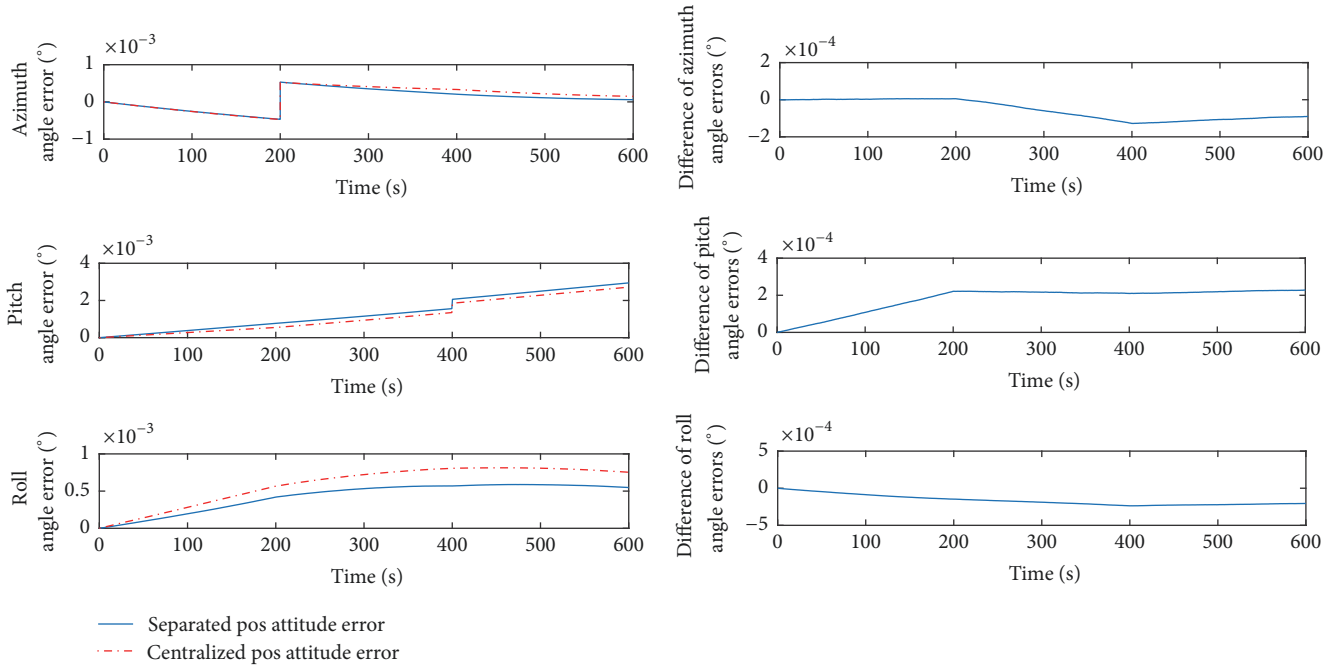 ×10−3
Azimuth
angle error (°)
1
0
−1
0 100 200 300 400 500 600
Time (s)
×10−4
Difference of azimuth
angle errors (°)
2
0
−2
0 100 200 300 400 500 600
Time (s)
×10−3
Pitch
angle error (°)
4
2
0
0 100 200 300 400 500 600
Time (s)
×10−4
Difference of pitch
angle errors (°)
4
2
0
0 100 200 300 400 500 600
Time (s)
×10−3
Roll
angle error (°)
1
0.5
0
0 100 200 300 400 500 600
Time (s)
×10−4
Difference of roll
angle errors (°)
5
0
−5
0 100 200 300 400 500 600
Time (s)
Separated pos attitude error
Centralized pos attitude error